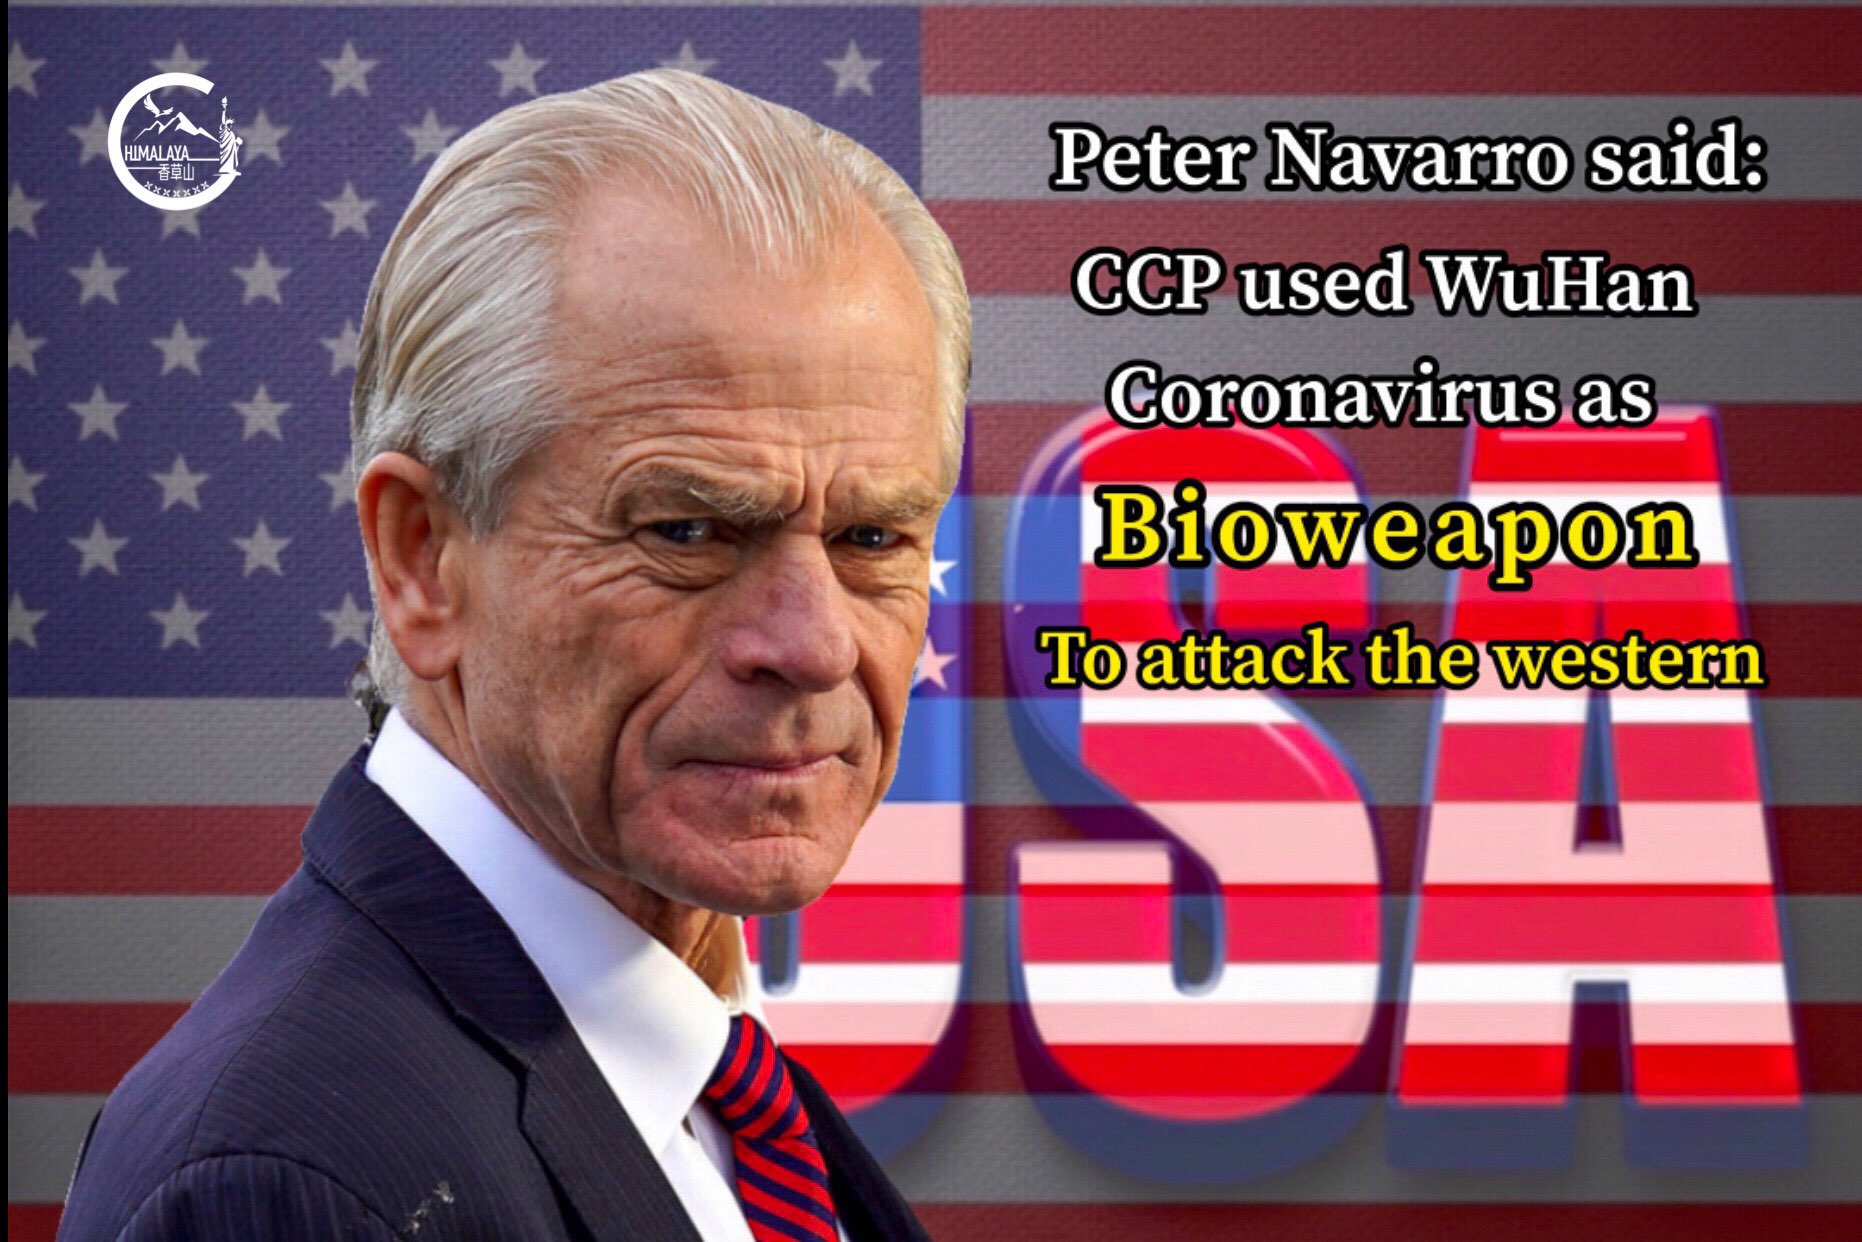 HIMALAYA
香草山
Peter Navarro said:
CCP used WuHan
Coronavirus as
Bioweapon
To attack the western
USA